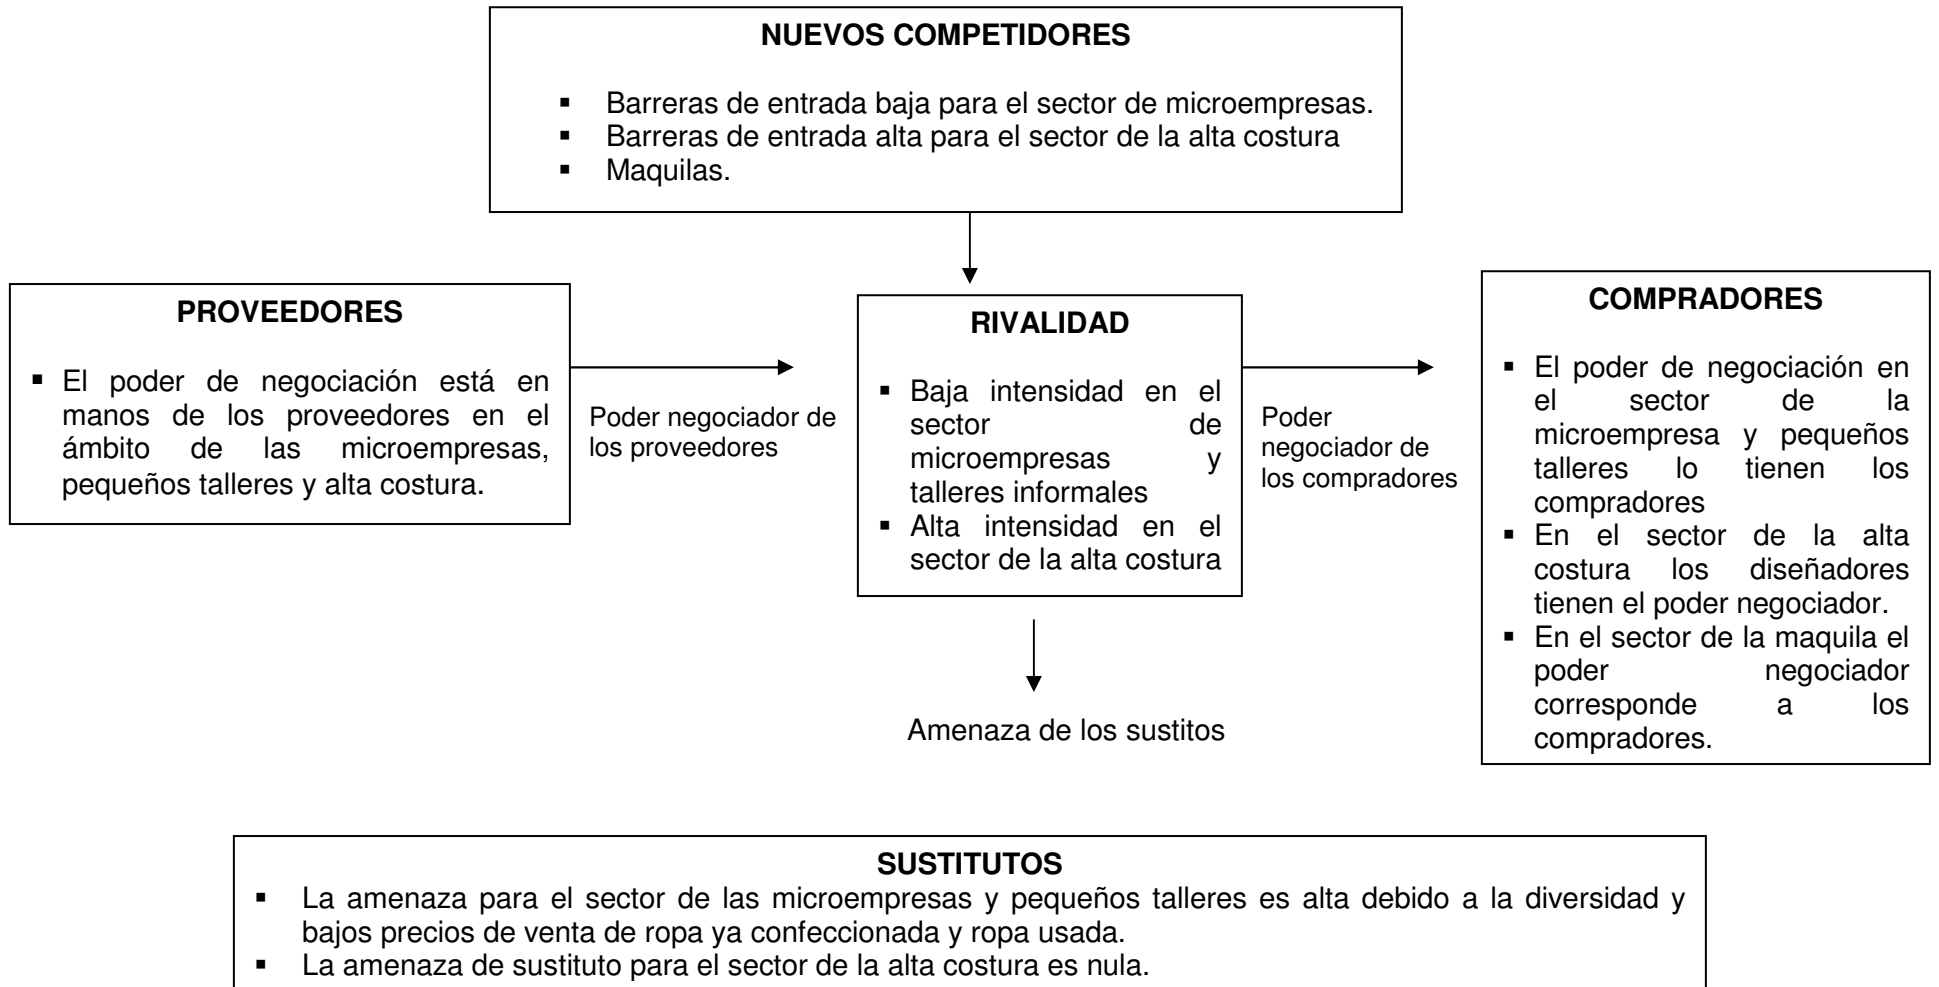 NUEVOS COMPETIDORES
▪ Barreras de entrada baja para el sector de microempresas.
▪ Barreras de entrada alta para el sector de la alta costura
▪ Maquilas.
PROVEEDORES
▪ El poder de negociación está en
manos de los proveedores en el
ámbito de las microempresas,
pequeños talleres y alta costura.
Poder negociador de
los proveedores
RIVALIDAD
▪ Baja intensidad en el
sector de
microempresas y
talleres informales
▪ Alta intensidad en el
sector de la alta costura
Poder
negociador de
los compradores
COMPRADORES
▪ El poder de negociación en
el sector de la
microempresa y pequeños
talleres lo tienen los
compradores
▪ En el sector de la alta
costura los diseñadores
tienen el poder negociador.
▪ En el sector de la maquila el
poder negociador
corresponde a los
compradores.
Amenaza de los sustitos
SUSTITUTOS
▪ La amenaza para el sector de las microempresas y pequeños talleres es alta debido a la diversidad y
bajos precios de venta de ropa ya confeccionada y ropa usada.
▪ La amenaza de sustituto para el sector de la alta costura es nula.